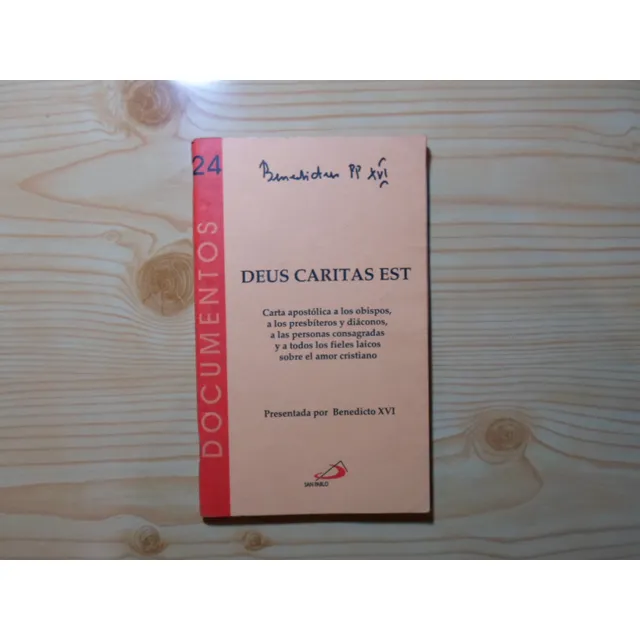 24
Benedictus PP XVI
DOCUMENTOS
DEUS CARITAS EST
Carta apostólica a los obispos,
a los presbíteros y diáconos,
a las personas consagradas
y a todos los fieles laicos
sobre el amor cristiano
Presentada por Benedicto XVI
SAN PABLO